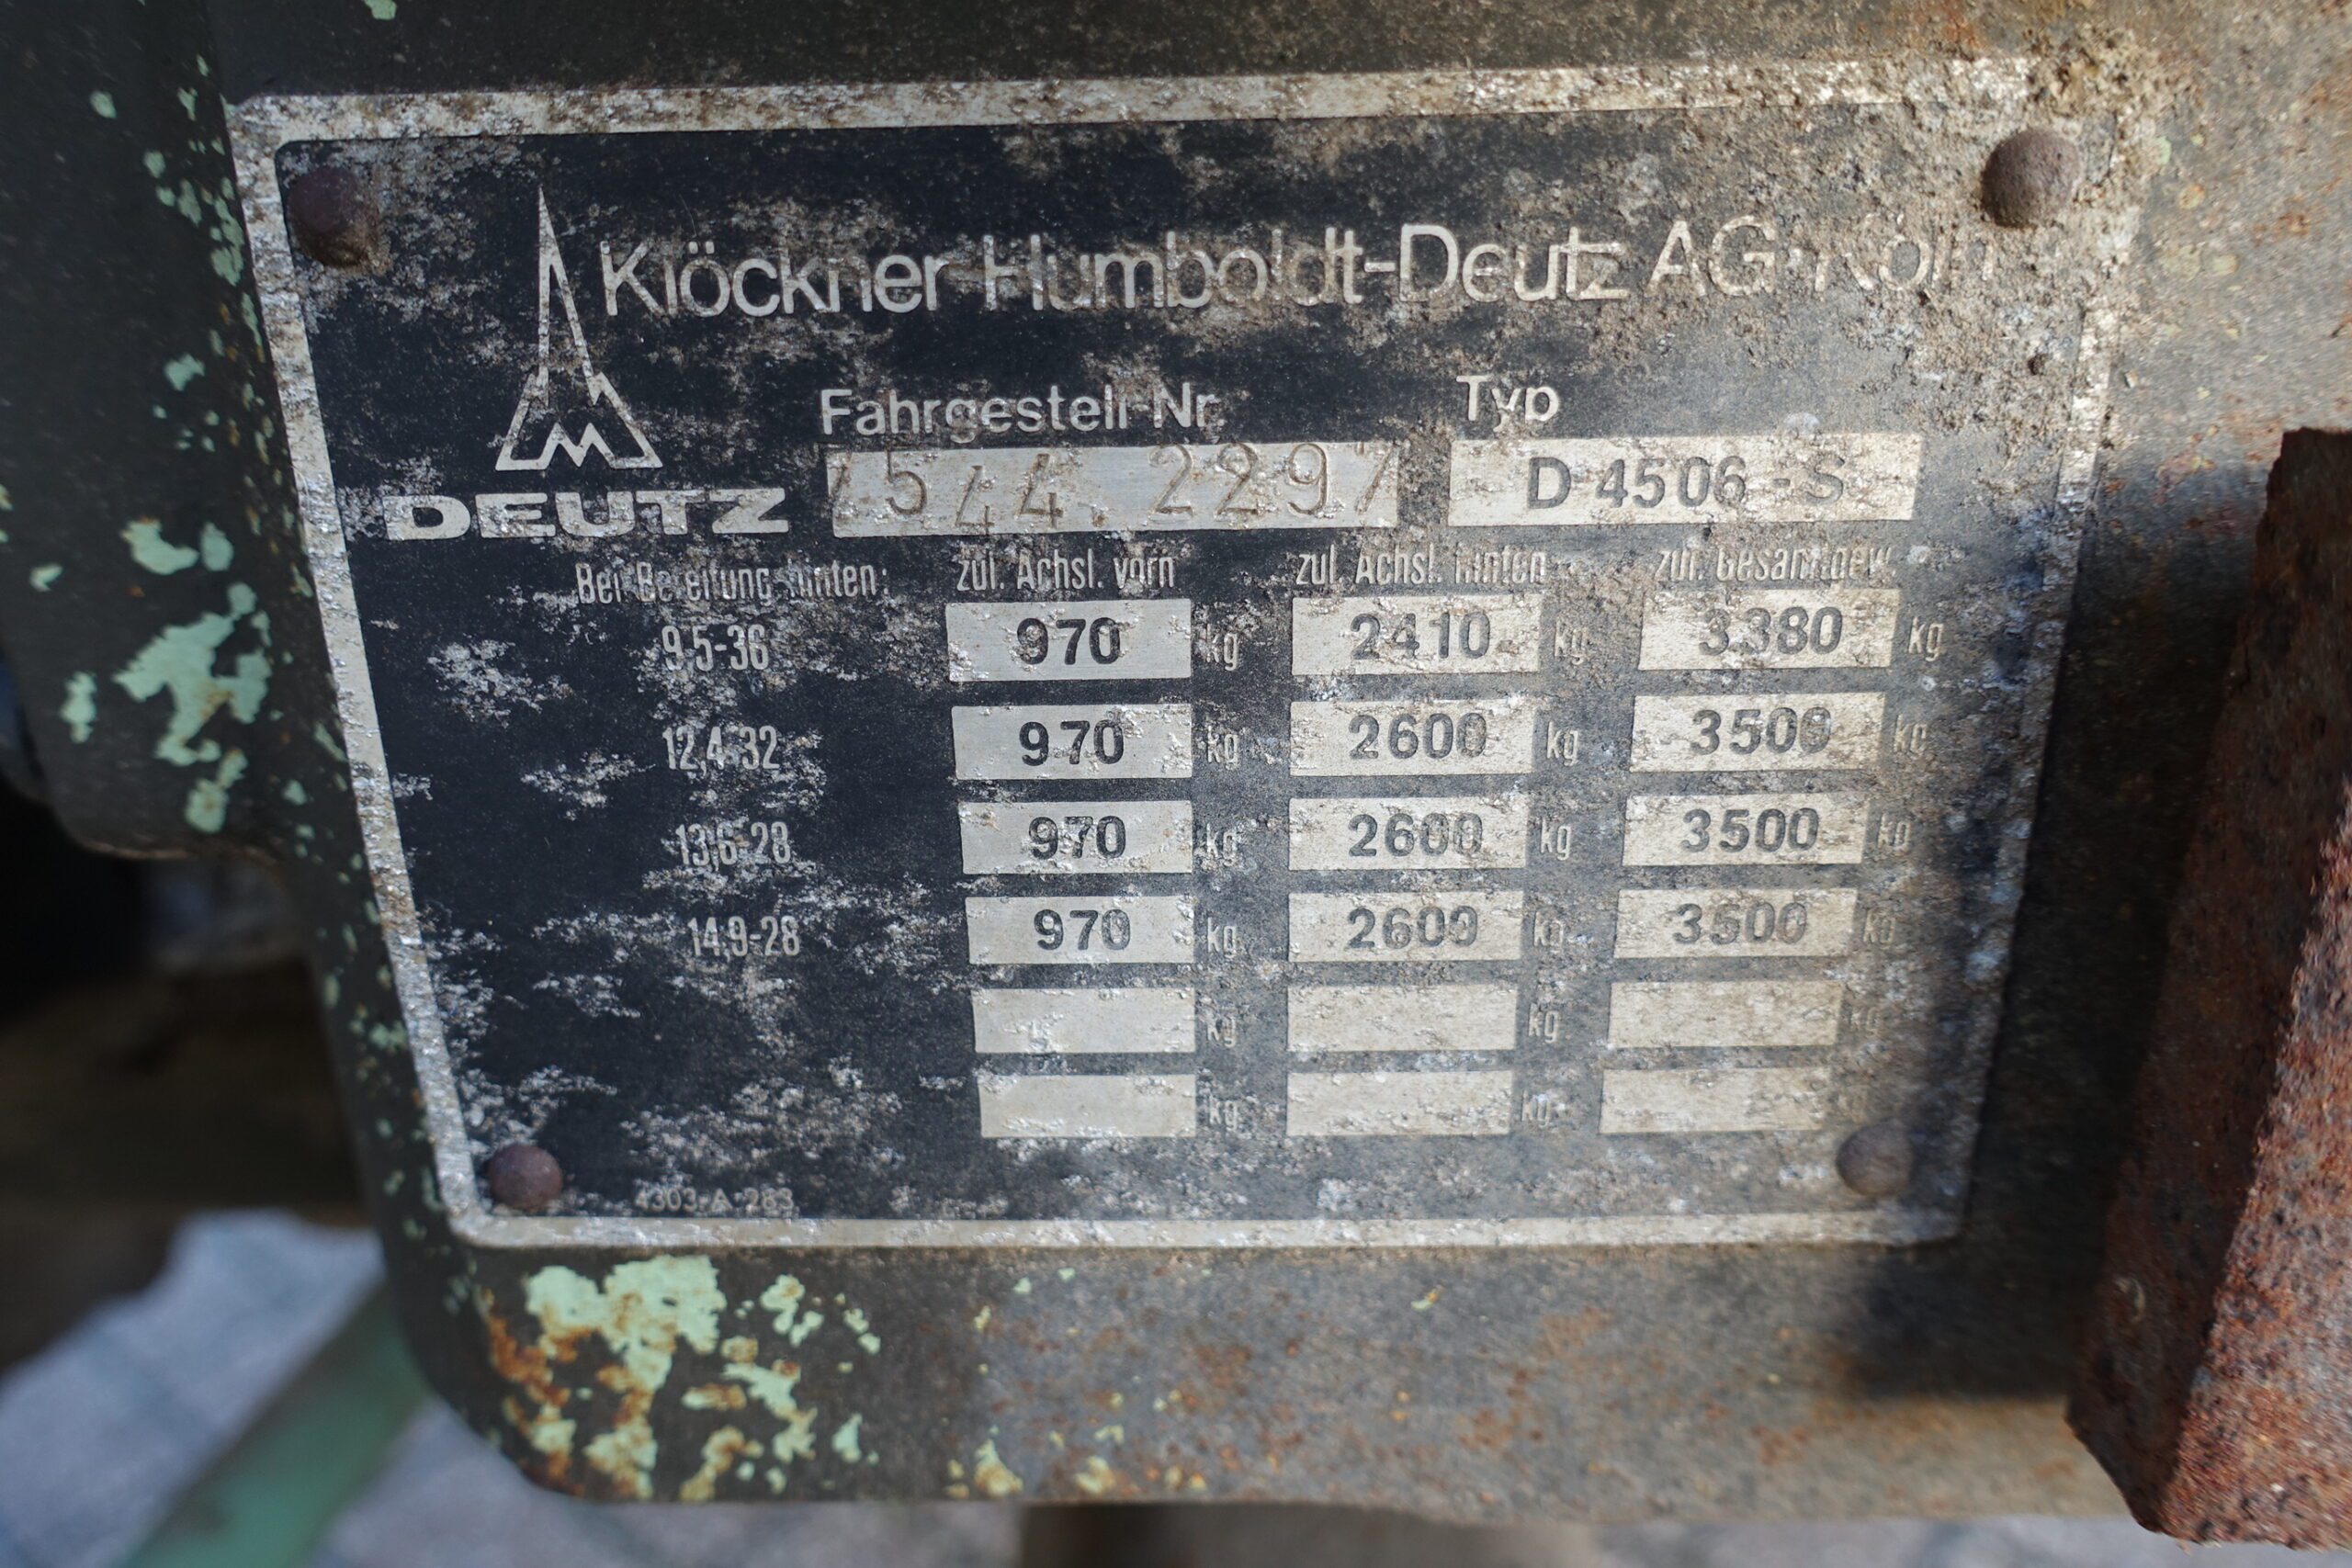 Klöckner-Humboldt-Deutz AG·Köln
DEUTZ
Fahrgestell-Nr. Typ
7544.2297 D 4506-S
Bei Bereifung hinten: zul. Achsl. vorn zul. Achsl. hinten zul. Gesamtgew.
9,5-36 970 kg 2410 kg 3380 kg
12,4-32 970 kg 2600 kg 3500 kg
13,6-28 970 kg 2600 kg 3500 kg
14,9-28 970 kg 2600 kg 3500 kg
kg kg kg
kg kg
4303-A-283